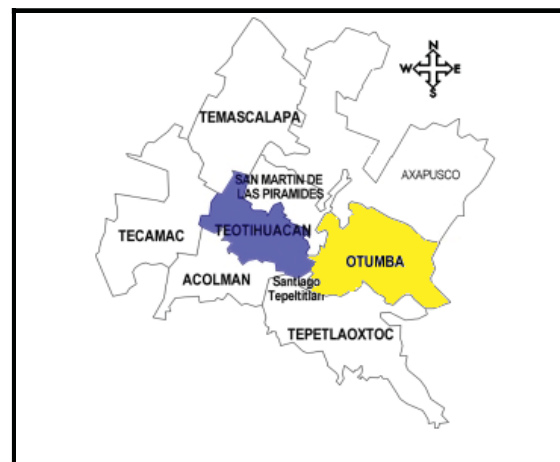 N
W E
S
TEMASCALAPA
AXAPUSCO
SAN MARTIN DE
LAS PIRAMIDES
TEOTIHUACAN
TECAMAC
OTUMBA
ACOLMAN
Santiago
Tepeltitlan
TEPETLAOXTOC